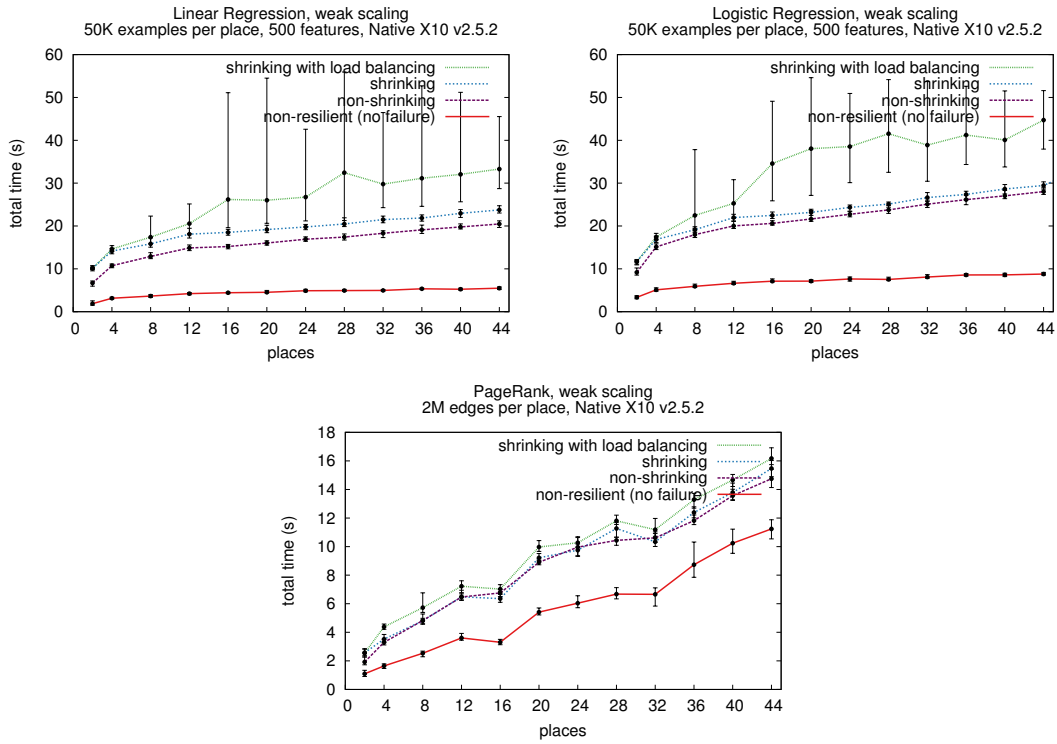 Linear Regression, weak scaling
50K examples per place, 500 features, Native X10 v2.5.2
60
50
40
30
20
10
0
total time (s)
shrinking with load balancing
shrinking
non-shrinking
non-resilient (no failure)
0 4 8 12 16 20 24 28 32 36 40 44
places
Logistic Regression, weak scaling
50K examples per place, 500 features, Native X10 v2.5.2
60
50
40
30
20
10
0
total time (s)
shrinking with load balancing
shrinking
non-shrinking
non-resilient (no failure)
0 4 8 12 16 20 24 28 32 36 40 44
places
PageRank, weak scaling
2M edges per place, Native X10 v2.5.2
18
16
14
12
10
8
6
4
2
0
total time (s)
shrinking with load balancing
shrinking
non-shrinking
non-resilient (no failure)
0 4 8 12 16 20 24 28 32 36 40 44
places